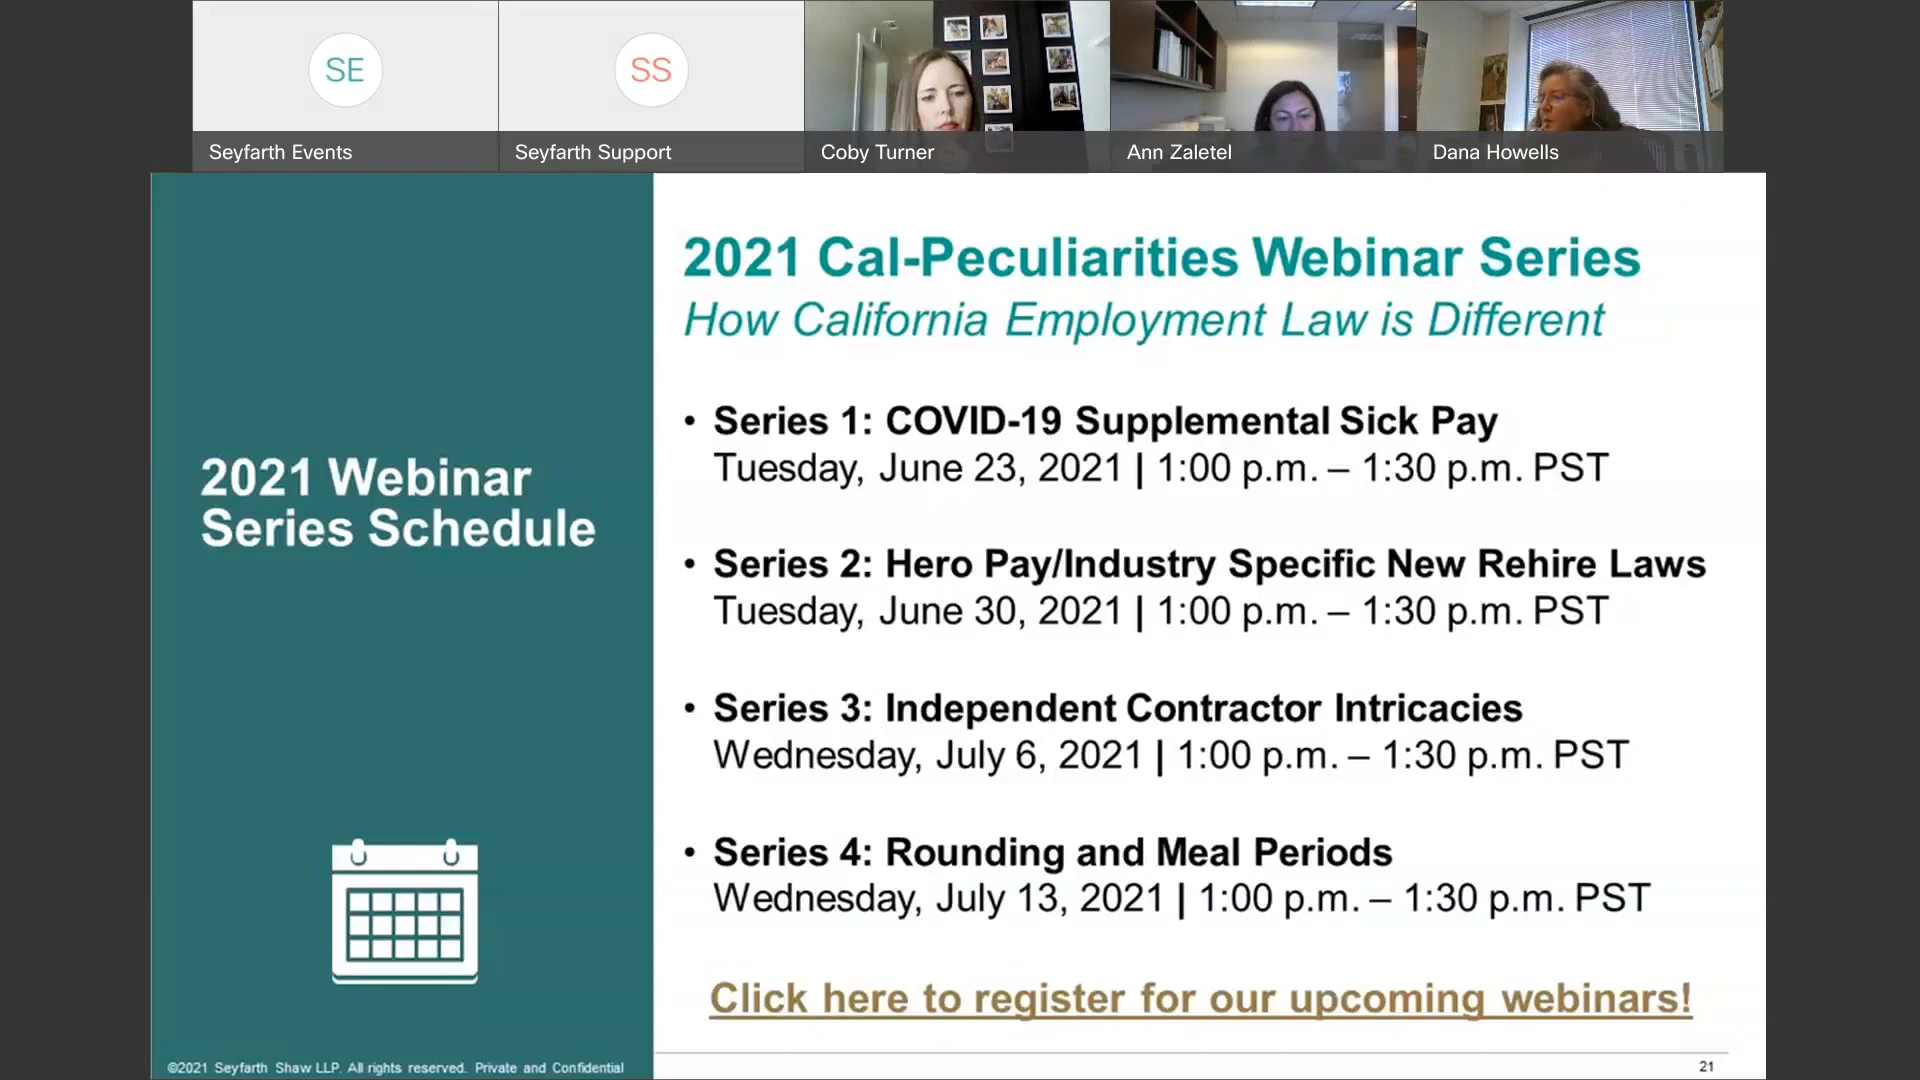 SE
SS
Seyfarth Events
Seyfarth Support
Coby Turner
Ann Zaletel
Dana Howells
2021 Webinar
Series Schedule
2021 Cal-Peculiarities Webinar Series
How California Employment Law is Different
• Series 1: COVID-19 Supplemental Sick Pay
Tuesday, June 23, 2021 | 1:00 p.m. – 1:30 p.m. PST
• Series 2: Hero Pay/Industry Specific New Rehire Laws
Tuesday, June 30, 2021 | 1:00 p.m. – 1:30 p.m. PST
• Series 3: Independent Contractor Intricacies
Wednesday, July 6, 2021 | 1:00 p.m. – 1:30 p.m. PST
• Series 4: Rounding and Meal Periods
Wednesday, July 13, 2021 | 1:00 p.m. – 1:30 p.m. PST
Click here to register for our upcoming webinars!
©2021 Seyfarth Shaw LLP. All rights reserved. Private and Confidential
21